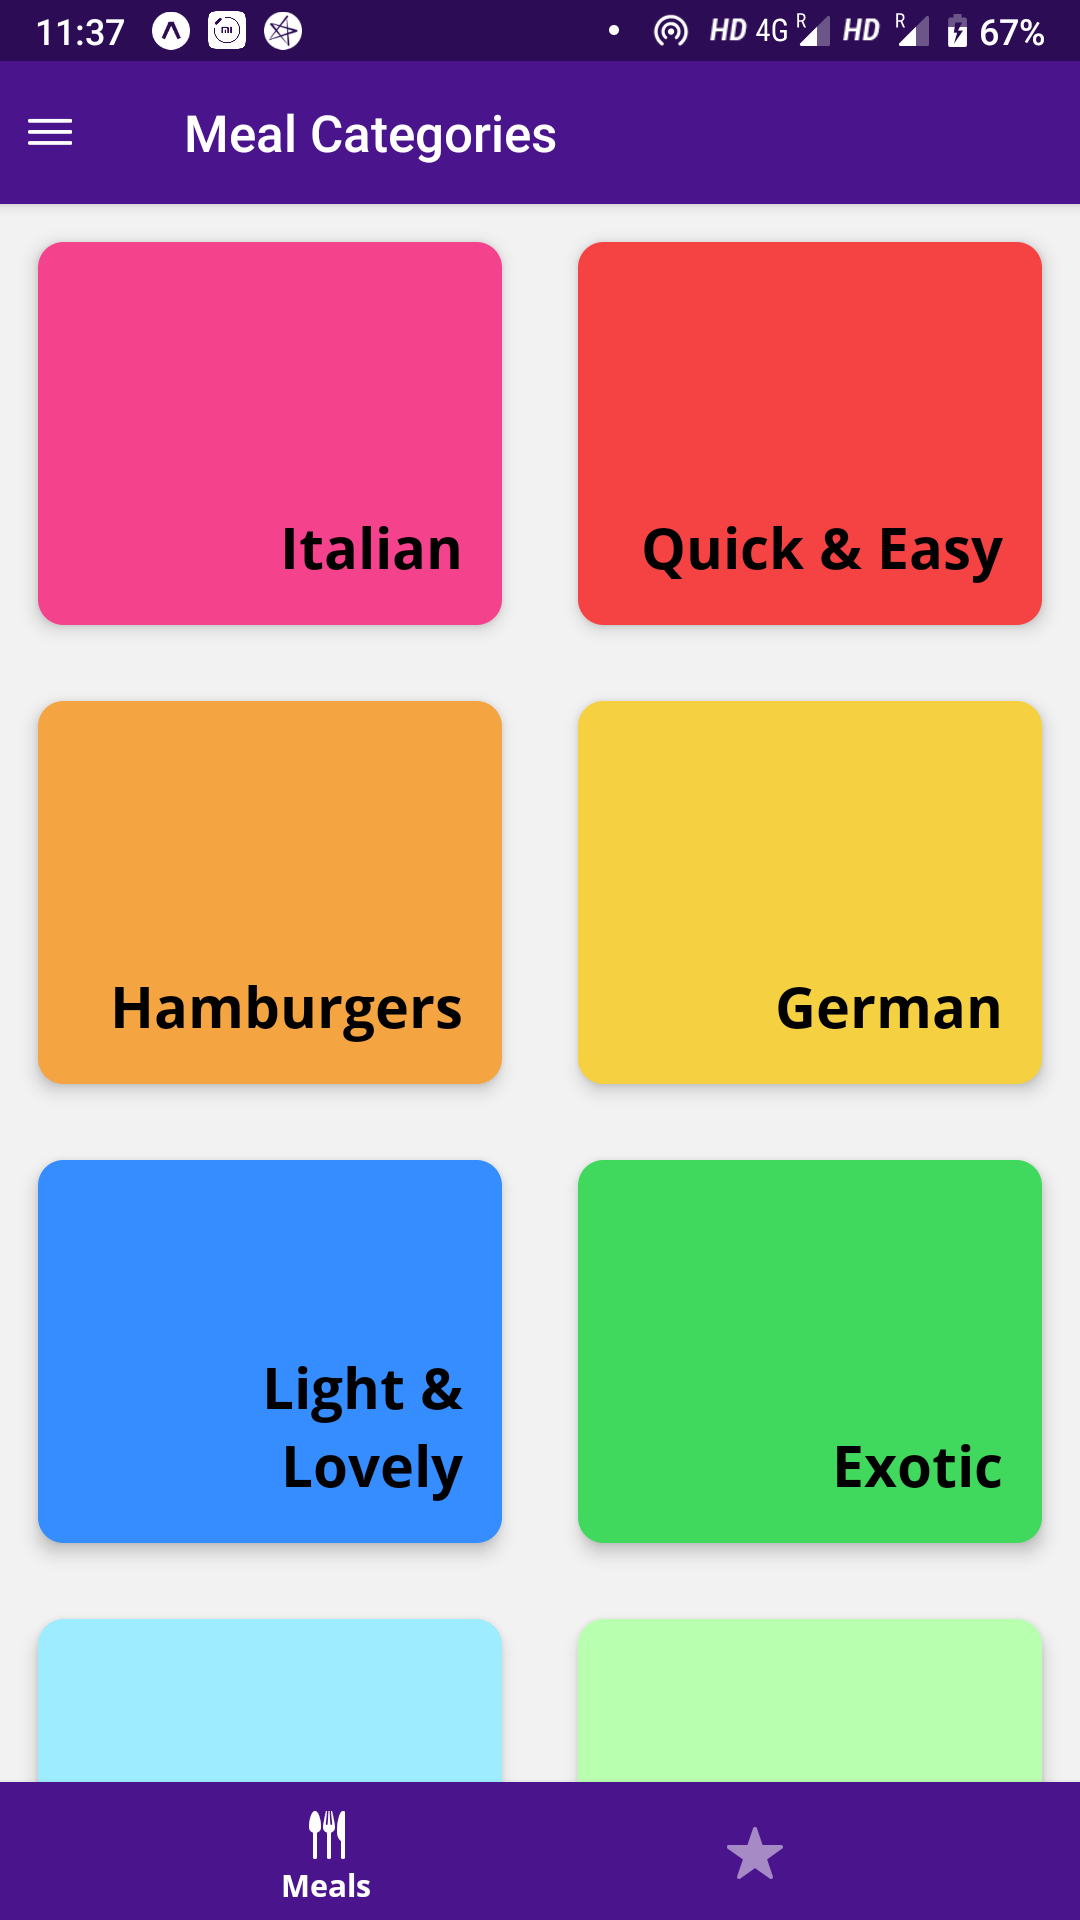 11:37
HD 4G R HD R 67%
Meal Categories
Italian
Quick & Easy
Hamburgers
German
Light &
Lovely
Exotic
Meals